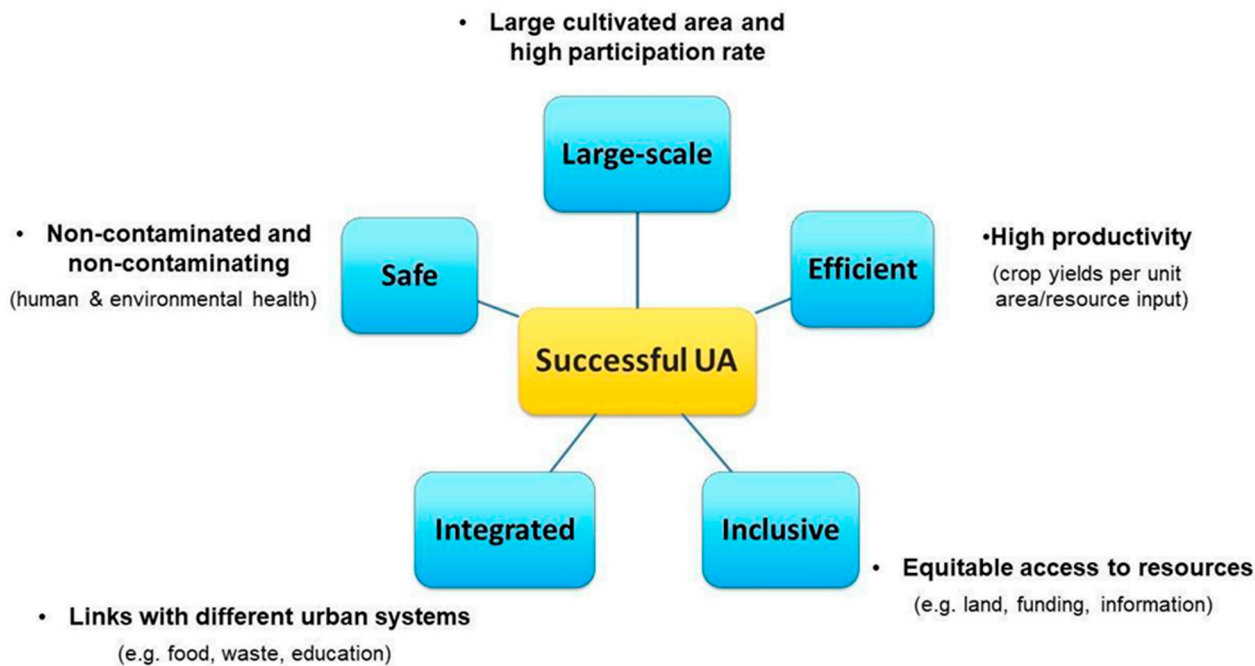 • Large cultivated area and
high participation rate
Large-scale
• Non-contaminated and
non-contaminating
(human & environmental health)
Safe
Efficient
•High productivity
(crop yields per unit
area/resource input)
Successful UA
Integrated
Inclusive
• Equitable access to resources
(e.g. land, funding, information)
• Links with different urban systems
(e.g. food, waste, education)